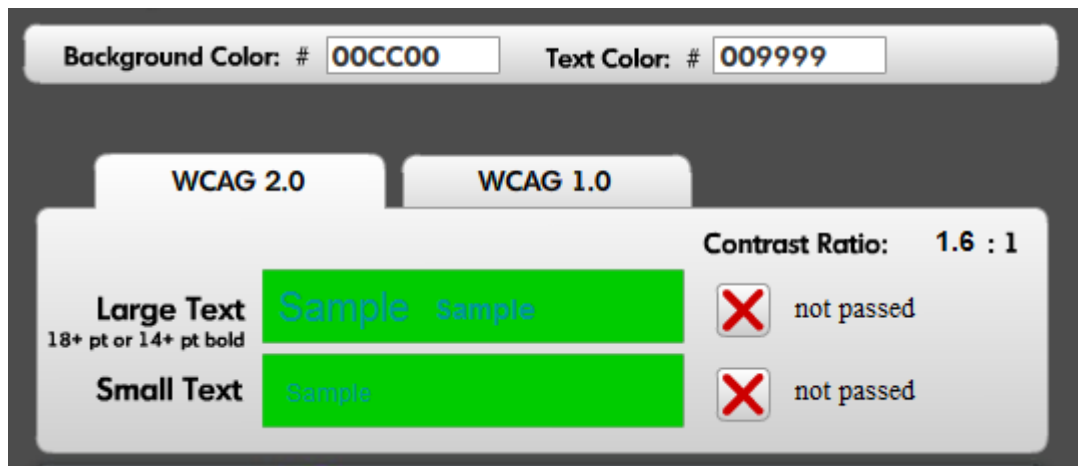 Background Color: # 00CC00 Text Color: # 009999
WCAG 2.0 WCAG 1.0
Contrast Ratio: 1.6 : 1
Large Text Sample Sample not passed
18+ pt or 14+ pt bold
Small Text Sample not passed